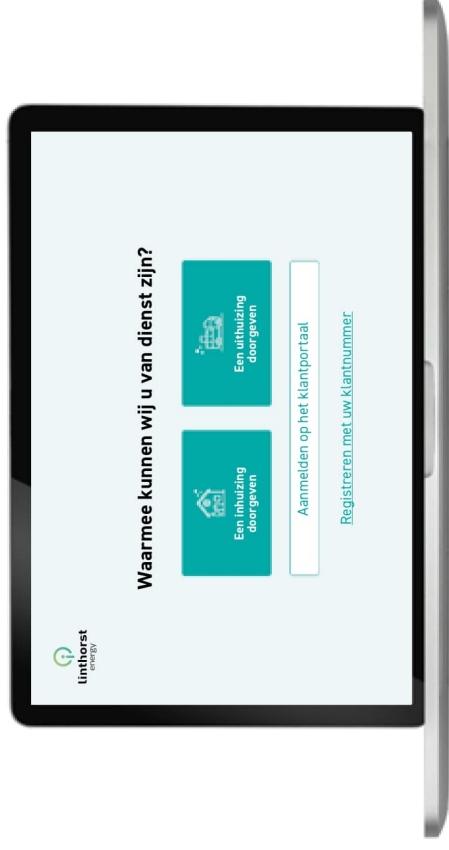 linthorst
energy
Waarmee kunnen wij u van dienst zijn?
Een inhuizing
doorgeven
Een uithuizing
doorgeven
Aanmelden op het klantportaal
Registreren met uw klantnummer